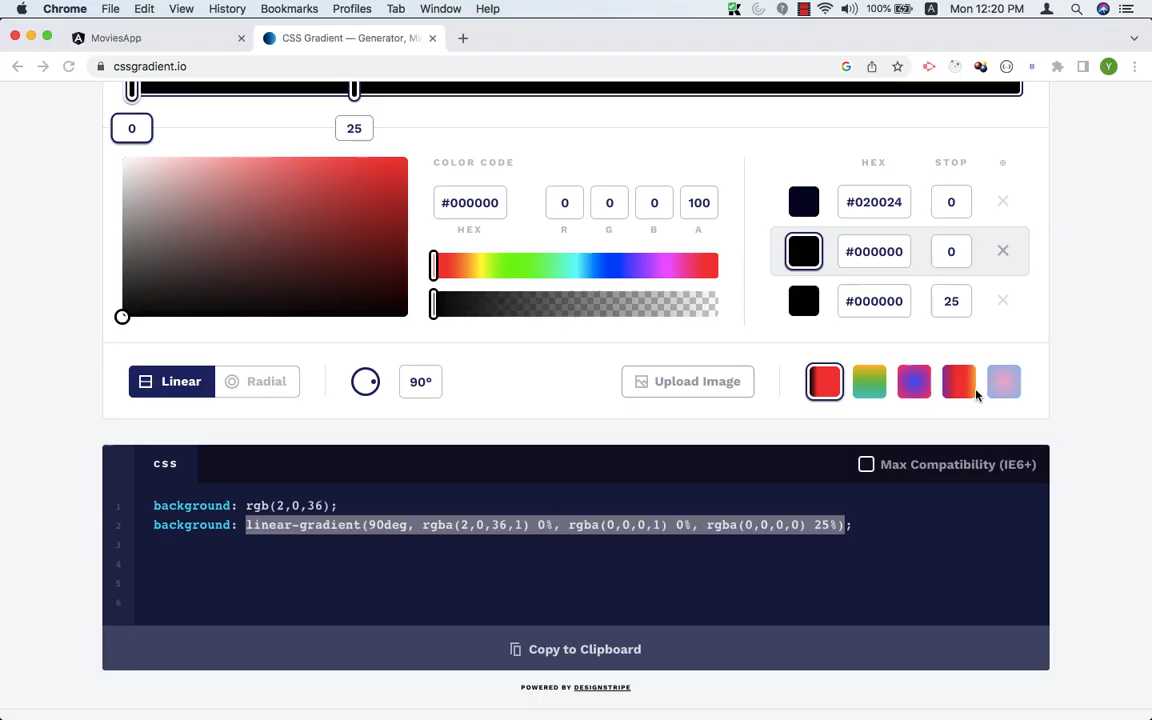 Chrome File Edit View History Bookmarks Profiles Tab Window Help 100% A Mon 12:20 PM
MoviesApp × CSS Gradient — Generator, Ma × +
cssgradient.io Y
0 25
COLOR CODE HEX STOP
#000000 0 0 0 100 #020024 0 ×
HEX R G B A
#000000 0 ×
#000000 25 ×
Linear Radial 90° Upload Image
CSS Max Compatibility (IE6+)
1 background: rgb(2,0,36);
2 background: linear-gradient(90deg, rgba(2,0,36,1) 0%, rgba(0,0,0,1) 0%, rgba(0,0,0,0) 25%);
3
4
5
6
Copy to Clipboard
POWERED BY DESIGNSTRIPE